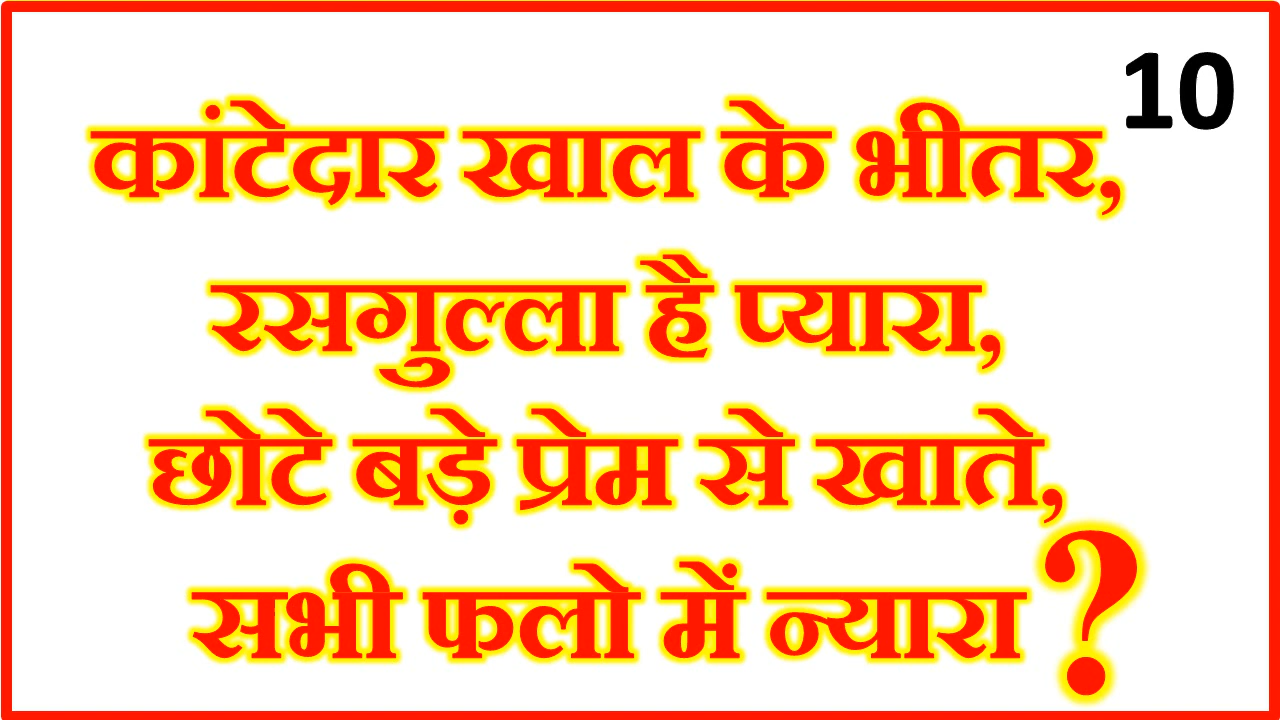 10
कांटेदार खाल के भीतर,
रसगुल्ला है प्यारा,
छोटे बड़े प्रेम से खाते,
सभी फलो में न्यारा ?